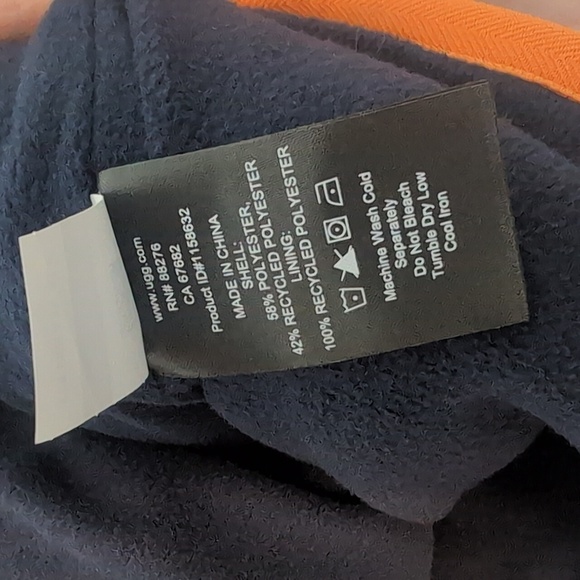 www.ugg.com
RN# 88276
CA 67682
Product ID#1158632
MADE IN CHINA
SHELL:
58% POLYESTER,
42% RECYCLED POLYESTER
LINING:
100% RECYCLED POLYESTER
Machine Wash Cold
Separately
Do Not Bleach
Tumble Dry Low
Cool Iron